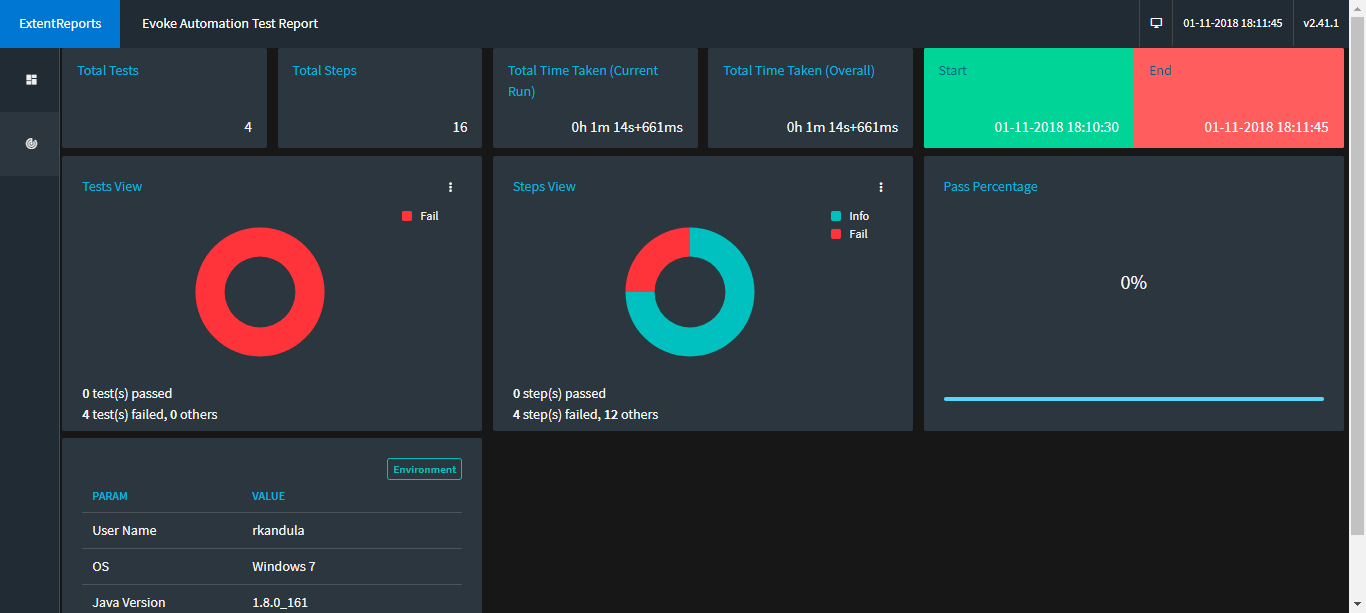 ExtentReports
Evoke Automation Test Report
01-11-2018 18:11:45
v2.41.1
Total Tests
4
Total Steps
16
Total Time Taken (Current
Run)
0h 1m 14s+661ms
Total Time Taken (Overall)
0h 1m 14s+661ms
Start
01-11-2018 18:10:30
End
01-11-2018 18:11:45
Tests View
Fail
0 test(s) passed
4 test(s) failed, 0 others
Steps View
Info
Fail
0 step(s) passed
4 step(s) failed, 12 others
Pass Percentage
0%
Environment
PARAM VALUE
User Name rkandula
OS Windows 7
Java Version 1.8.0_161